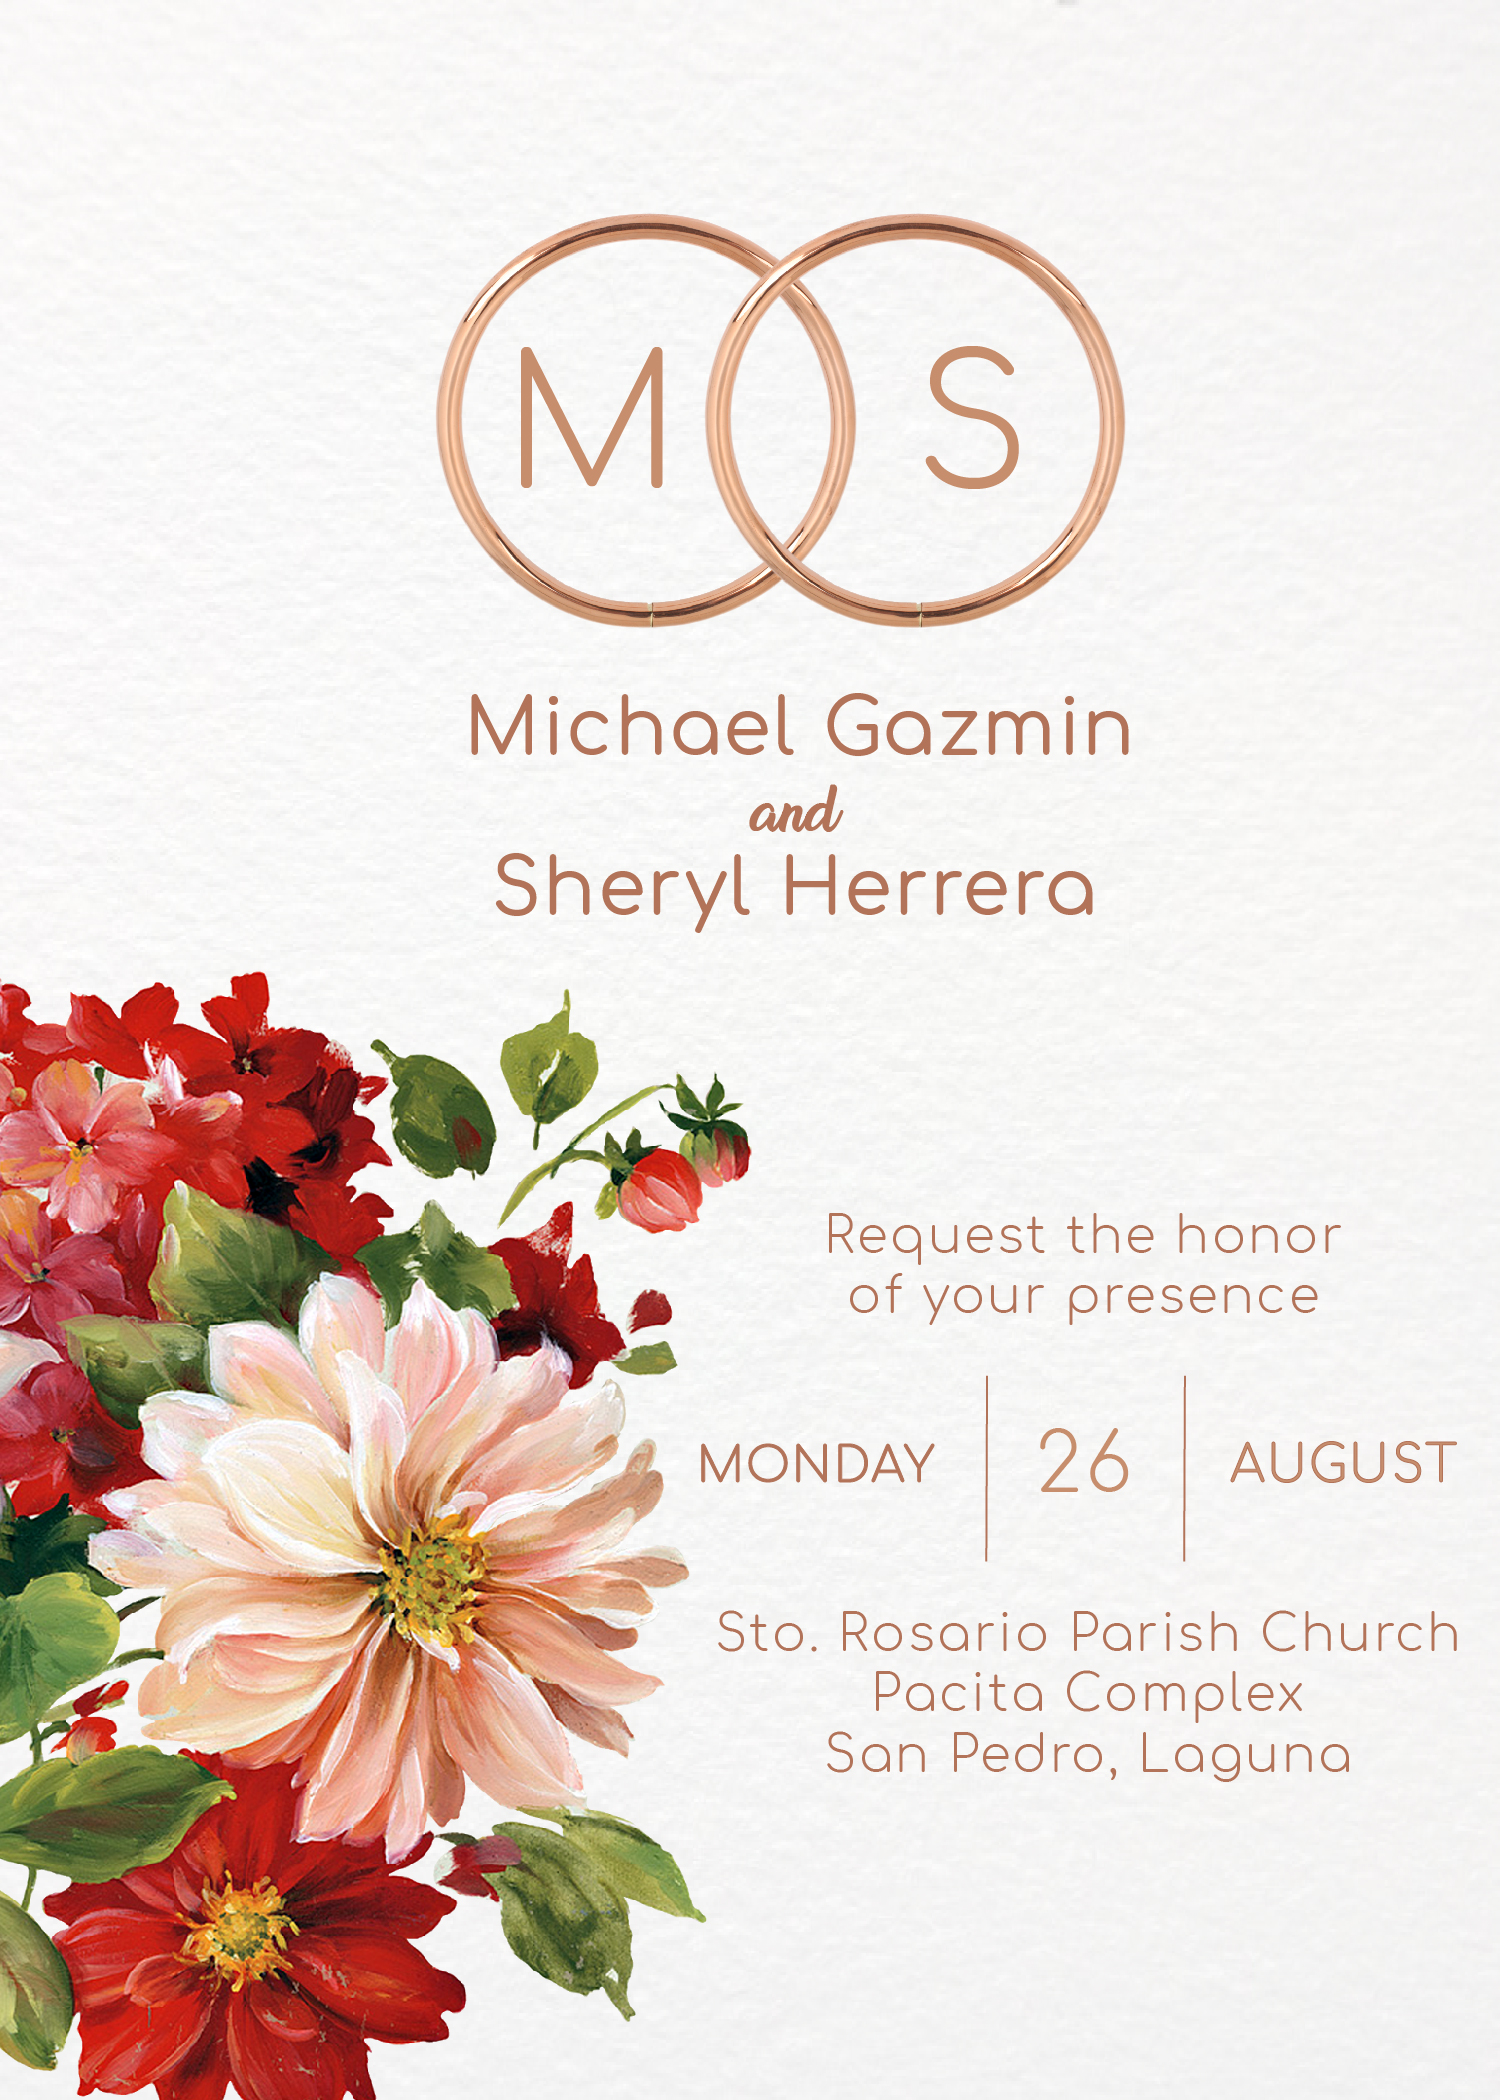 M S
Michael Gazmin
and
Sheryl Herrera
Request the honor
of your presence
MONDAY 26 AUGUST
Sto. Rosario Parish Church
Pacita Complex
San Pedro, Laguna